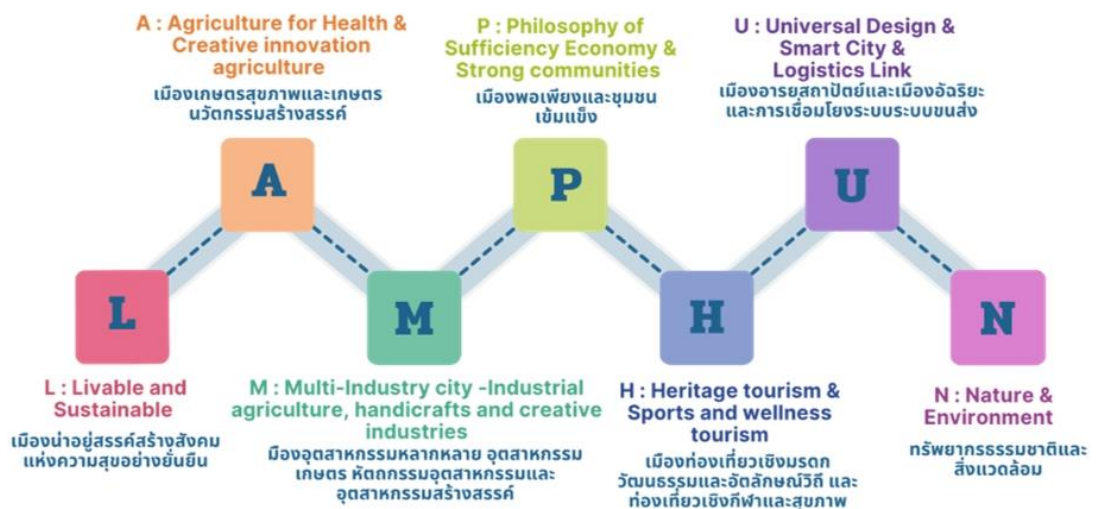 A : Agriculture for Health &
Creative innovation
agriculture
เมืองเกษตรสุขภาพและเกษตร
นวัตกรรมสร้างสรรค์
P : Philosophy of
Sufficiency Economy &
Strong communities
เมืองพอเพียงและชุมชน
เข้มแข็ง
U : Universal Design &
Smart City &
Logistics Link
เมืองอารยสถาปัตย์และเมืองอัฉริยะ
และการเชื่อมโยงระบบระบบขนส่ง
A
P
U
L
M
H
N
L : Livable and
Sustainable
เมืองน่าอยู่สรรค์สร้างสังคม
แห่งความสุขอย่างยั่งยืน
M : Multi-Industry city -Industrial
agriculture, handicrafts and creative
industries
มืองอุตสาหกรรมหลากหลาย อุตสาหกรรม
เกษตร หัตถกรรมอุตสาหกรรมและ
อุตสาหกรรมสร้างสรรค์
H : Heritage tourism &
Sports and wellness
tourism
เมืองท่องเที่ยวเชิงมรดก
วัฒนธรรมและอัตลักษณ์วิถี และ
ท่องเที่ยวเชิงกีฬาและสุขภาพ
N : Nature &
Environment
ทรัพยากรธรรมชาติและ
สิ่งแวดล้อม